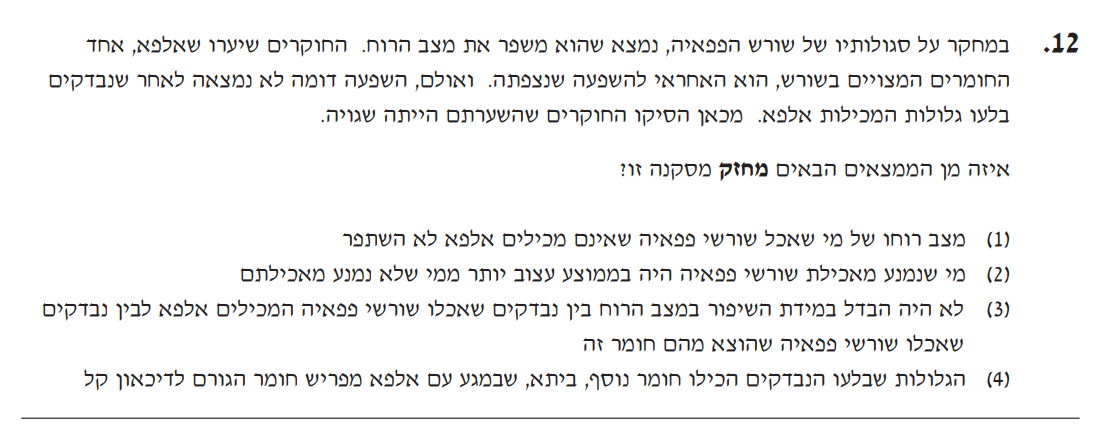 12. במחקר על סגולותיו של שורש הפפאיה, נמצא שהוא משפר את מצב הרוח. החוקרים שיערו שאלפא, אחד
החומרים המצויים בשורש, הוא האחראי להשפעה שנצפתה. ואולם, השפעה דומה לא נמצאה לאחר שנבדקים
בלעו גלולות המכילות אלפא. מכאן הסיקו החוקרים שהשערתם הייתה שגויה.
איזה מן הממצאים הבאים מחזק מסקנה זו?
(1) מצב רוחו של מי שאכל שורשי פפאיה שאינם מכילים אלפא לא השתפר
(2) מי שנמנע מאכילת שורשי פפאיה היה בממוצע עצוב יותר ממי שלא נמנע מאכילתם
(3) לא היה הבדל במידת השיפור במצב הרוח בין נבדקים שאכלו שורשי פפאיה המכילים אלפא לבין נבדקים
שאכלו שורשי פפאיה שהוצא מהם חומר זה
(4) הגלולות שבלעו הנבדקים הכילו חומר נוסף, ביתא, שבמגע עם אלפא מפריש חומר הגורם לדיכאון קל